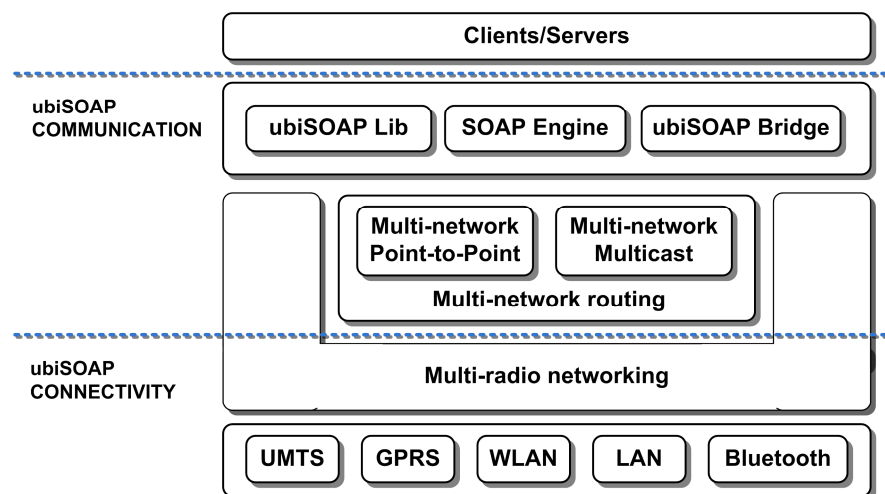 Clients/Servers
ubiSOAP
COMMUNICATION
ubiSOAP Lib
SOAP Engine
ubiSOAP Bridge
Multi-network
Point-to-Point
Multi-network
Multicast
Multi-network routing
ubiSOAP
CONNECTIVITY
Multi-radio networking
UMTS
GPRS
WLAN
LAN
Bluetooth